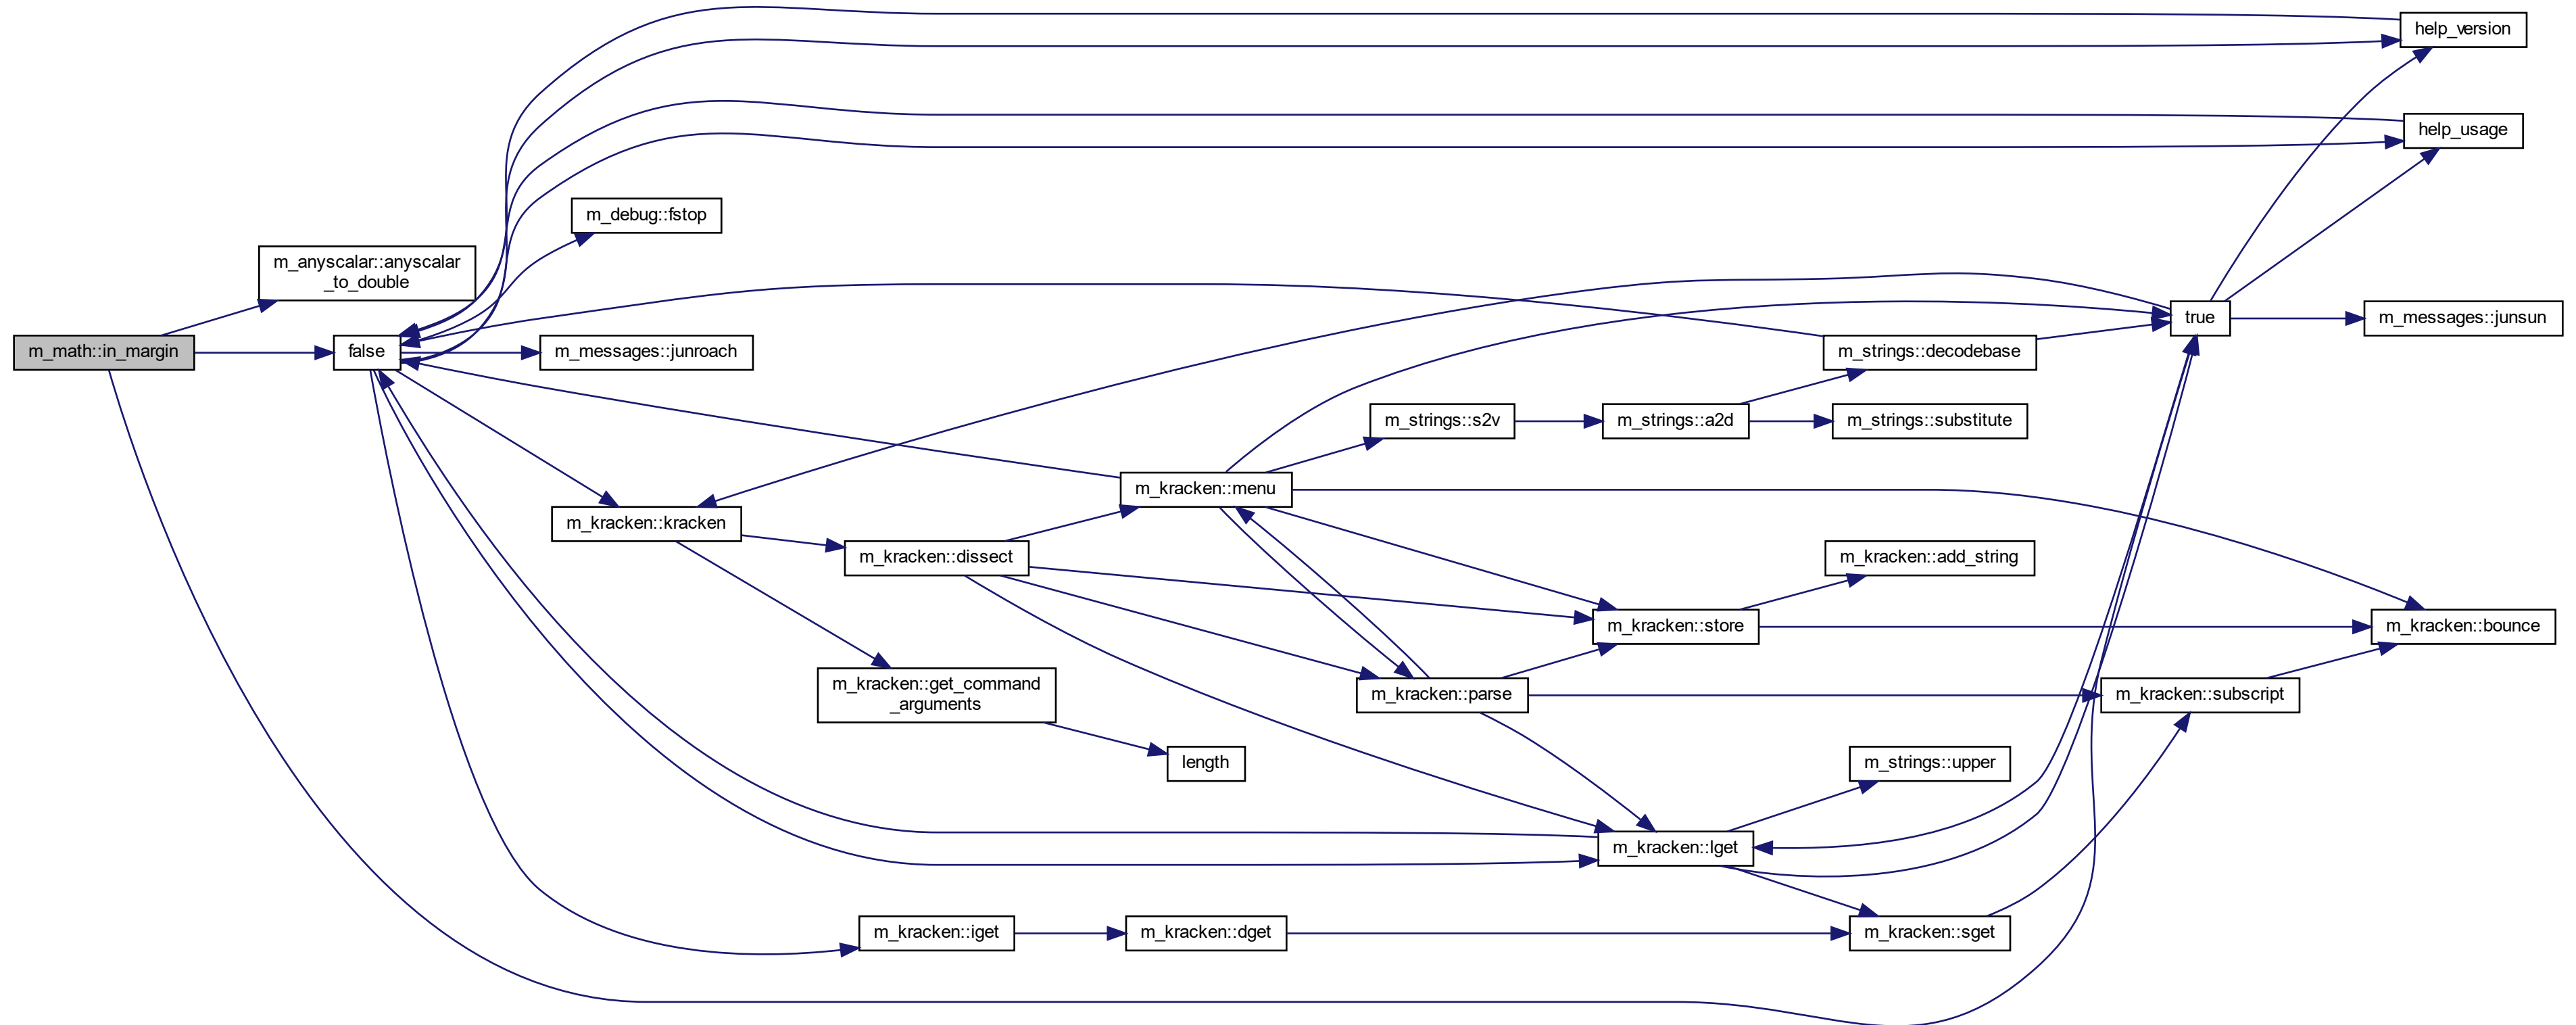 help_version
help_usage
m_debug::fstop
m_anyscalar::anyscalar
_to_double
m_math::in_margin
false
m_messages::junroach
true
m_messages::junsun
m_strings::decodebase
m_strings::s2v
m_strings::a2d
m_strings::substitute
m_kracken::menu
m_kracken::kracken
m_kracken::dissect
m_kracken::add_string
m_kracken::store
m_kracken::bounce
m_kracken::get_command
_arguments
m_kracken::parse
m_kracken::subscript
length
m_strings::upper
m_kracken::lget
m_kracken::iget
m_kracken::dget
m_kracken::sget